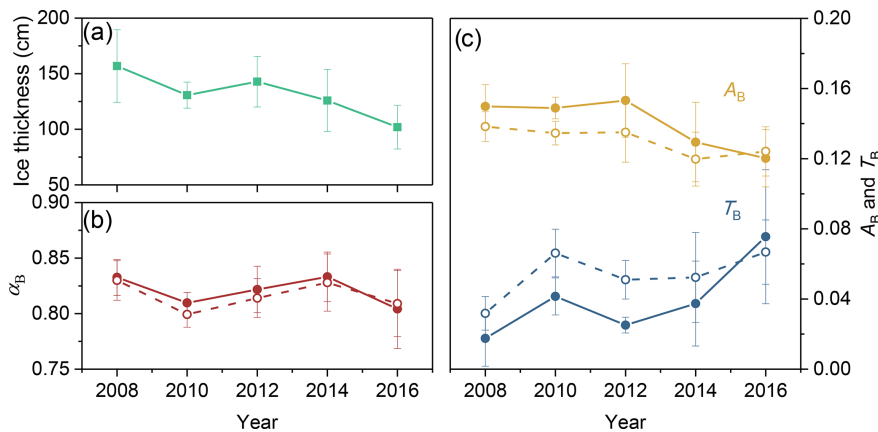 200
150
100
50
Ice thickness (cm)
(a)
0.90
0.85
0.80
0.75
α_B
(b)
2008 2010 2012 2014 2016
Year
(c)
A_B
T_B
0.20
0.16
0.12
0.08
0.04
0.00
A_B and T_B
2008 2010 2012 2014 2016
Year